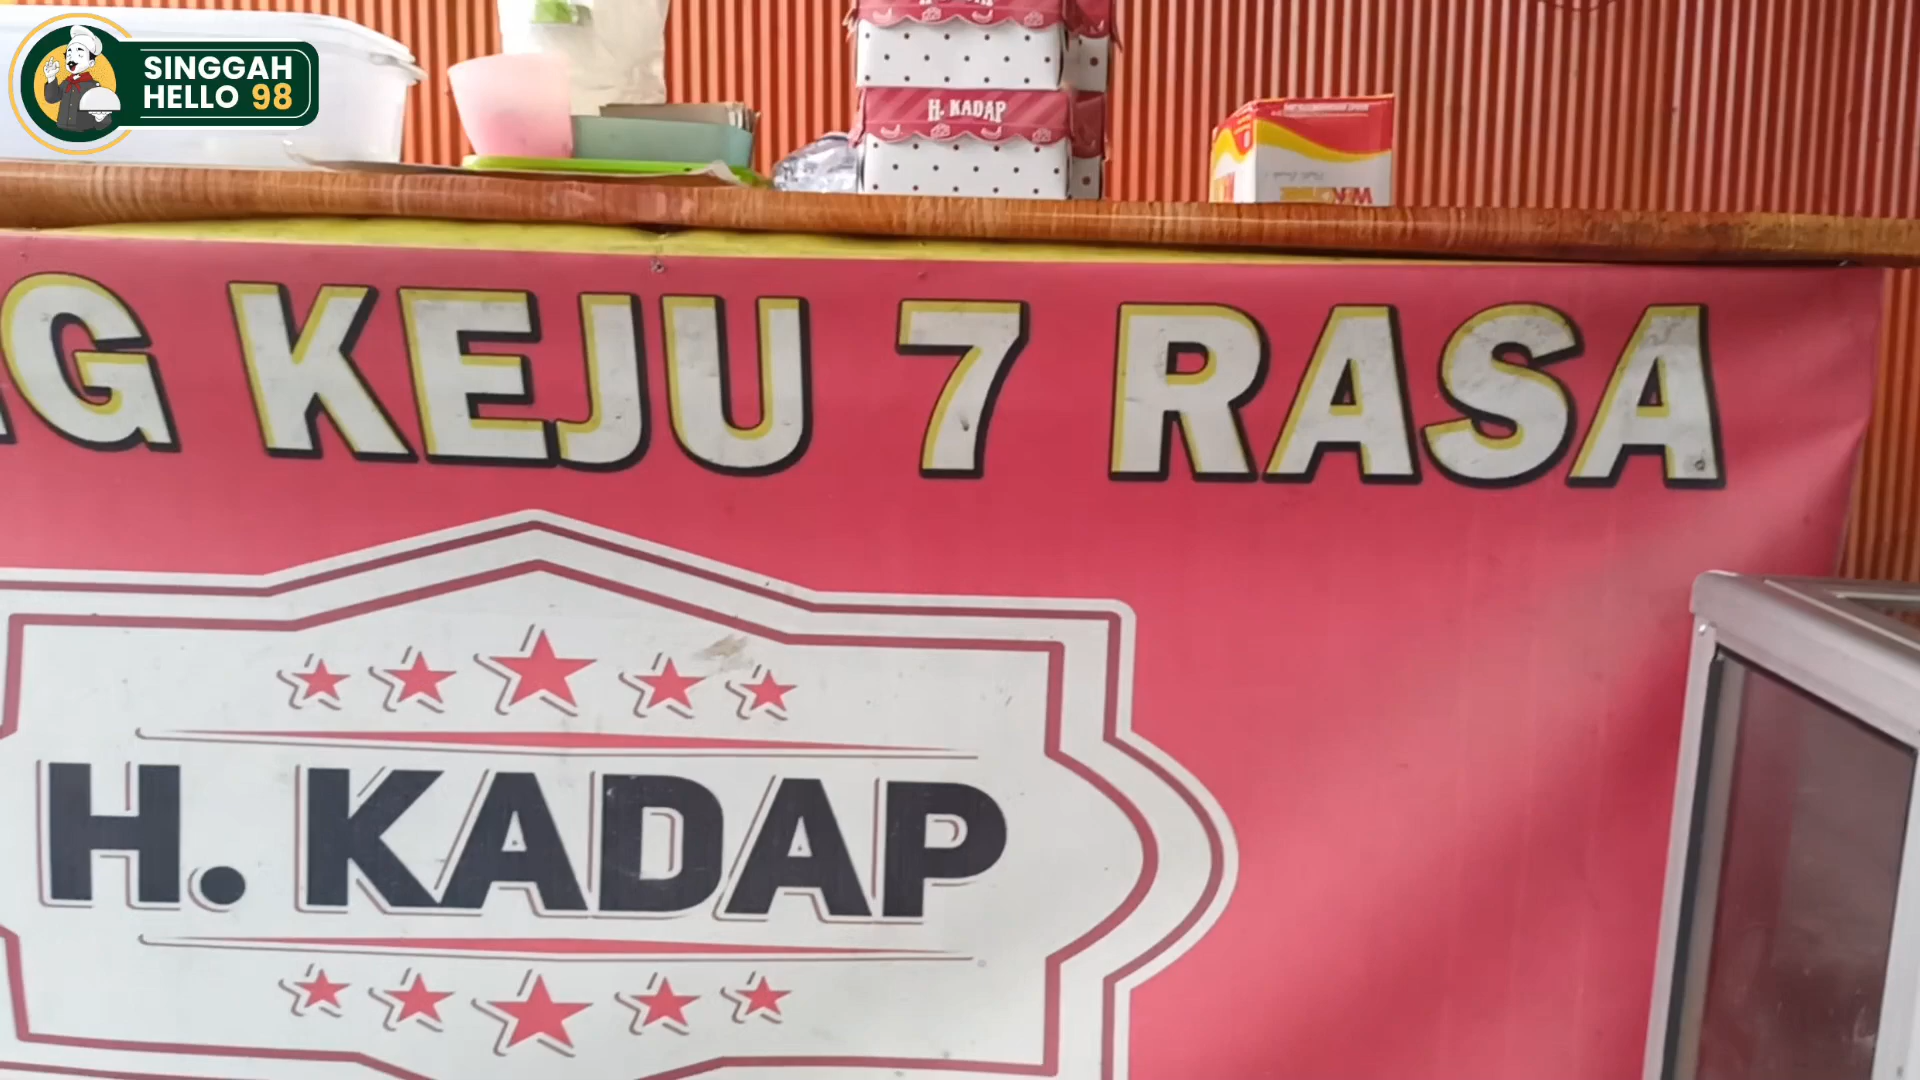 SINGGAH
HELLO 98
H. KADAP
G KEJU 7 RASA
H. KADAP